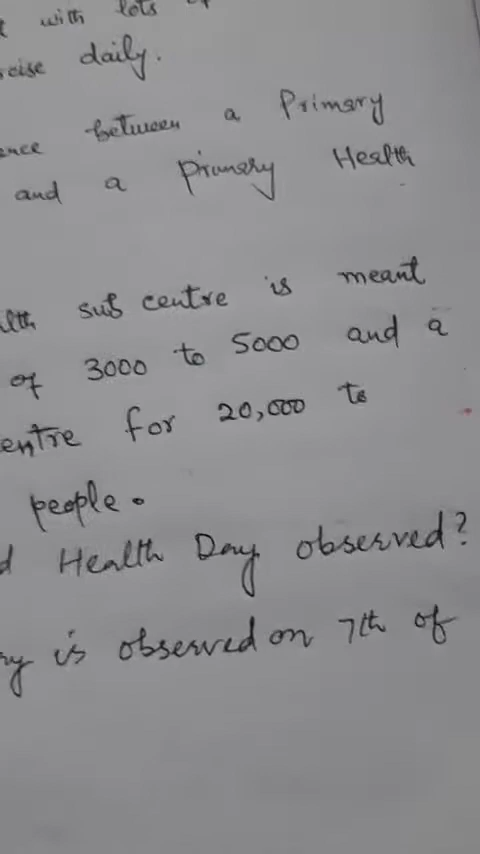 with lots
daily.
between a Primary
and a primary Health
sub centre is meant
of 3000 to 5000 and a
for 20,000 to
people.
Health Day observed?
is observed on 7th of